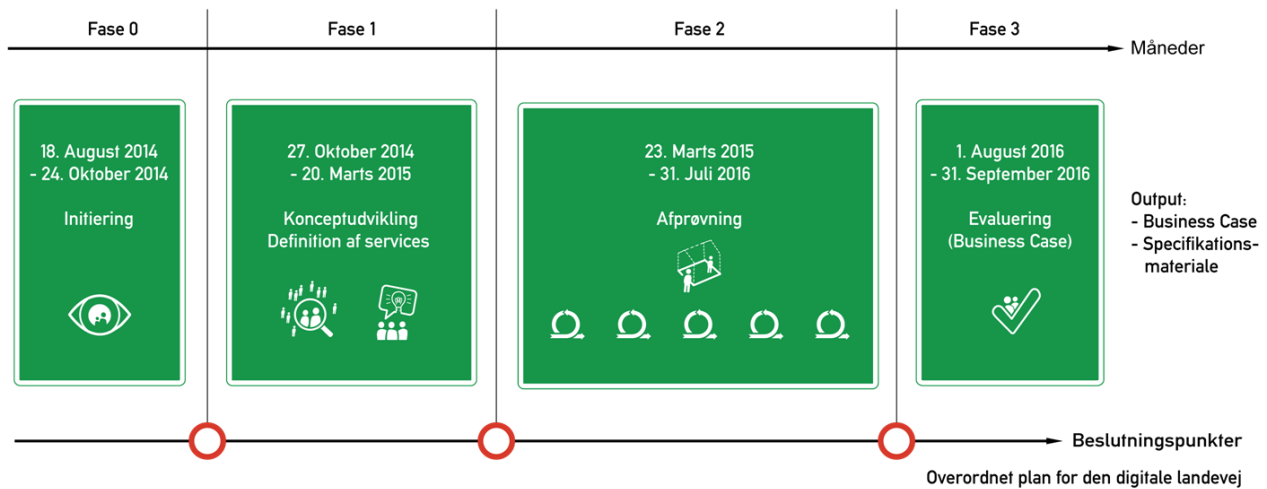 Fase 0
Fase 1
Fase 2
Fase 3
Måneder
18. August 2014
- 24. Oktober 2014
Initiering
27. Oktober 2014
- 20. Marts 2015
Konceptudvikling
Definition af services
23. Marts 2015
- 31. Juli 2016
Afprøvning
1. August 2016
- 31. September 2016
Evaluering
(Business Case)
Output:
- Business Case
- Specifikations-
materiale
Beslutningspunkter
Overordnet plan for den digitale landevej